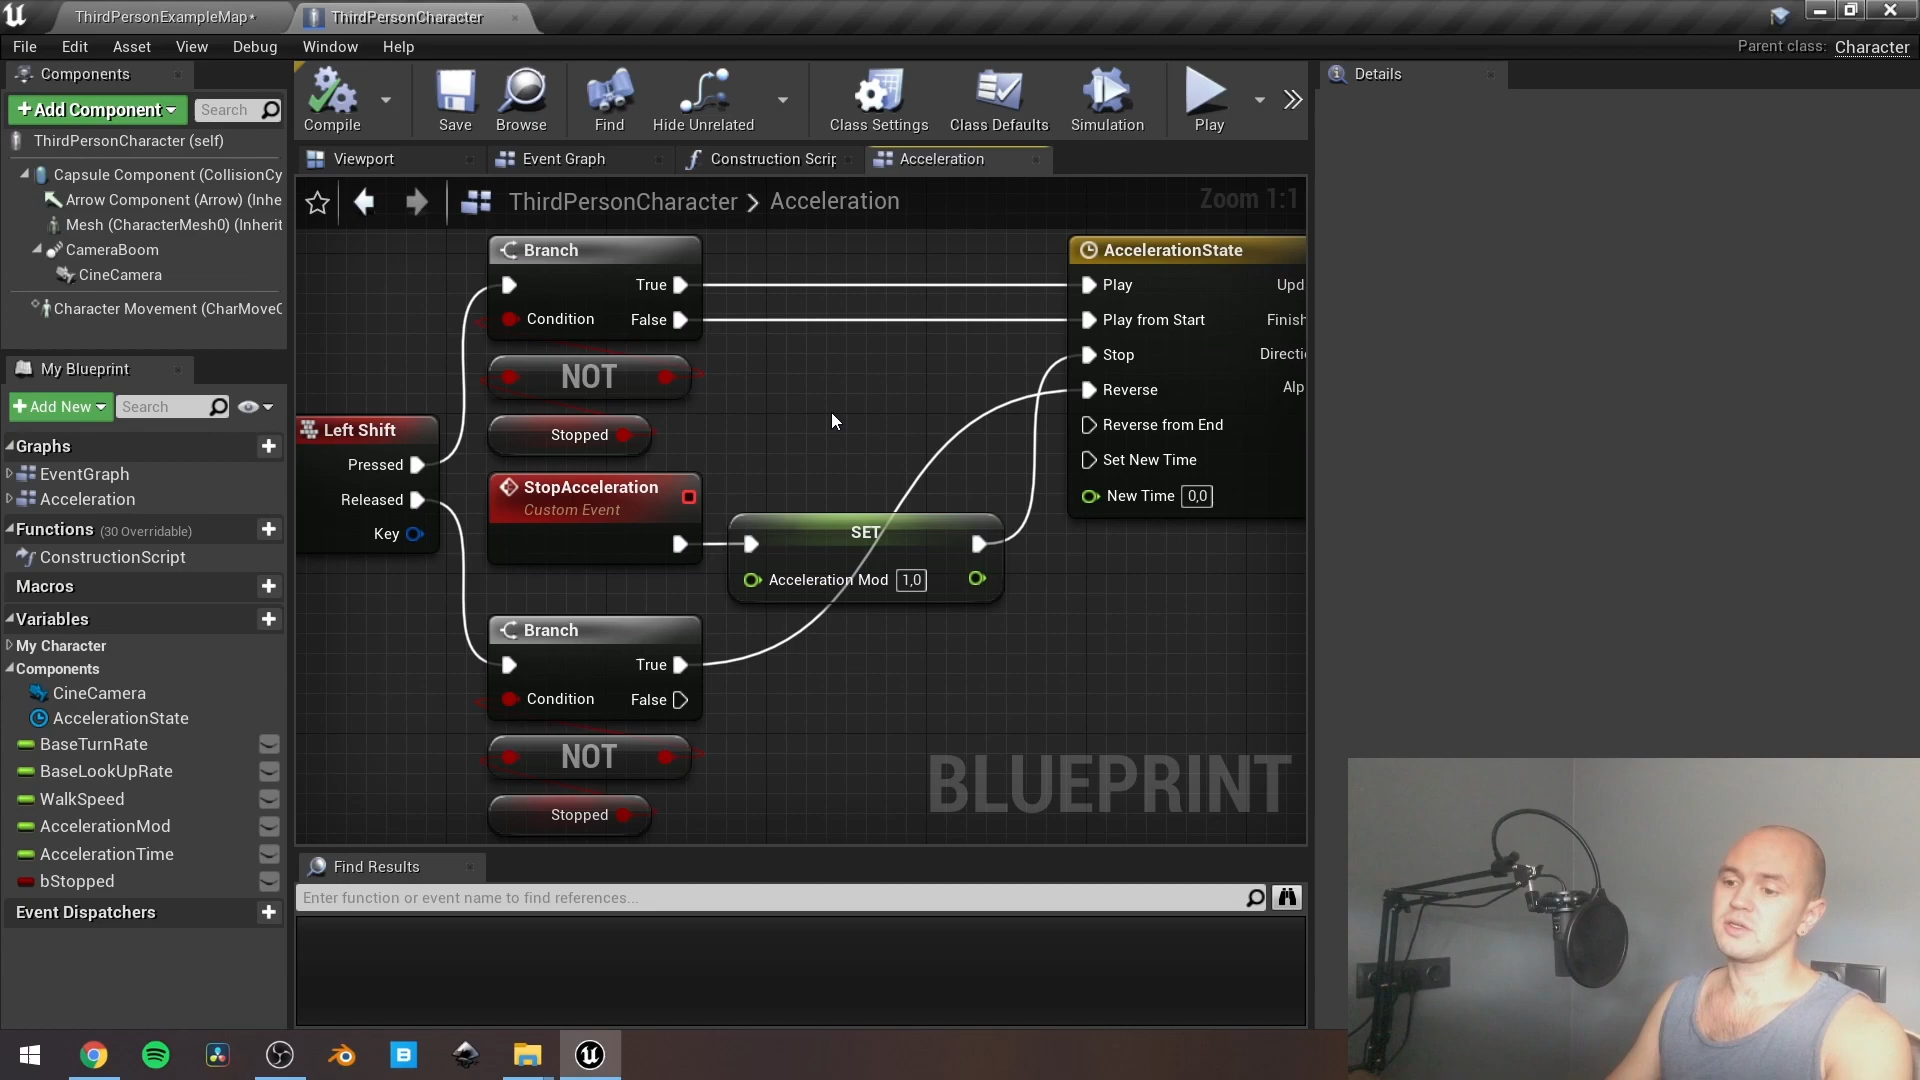 ThirdPersonExampleMap*
ThirdPersonCharacter
File Edit Asset View Debug Window Help
Parent class: Character
Components
+Add Component
Search
ThirdPersonCharacter (self)
Capsule Component (CollisionCy
Arrow Component (Arrow) (Inhe
Mesh (CharacterMesh0) (Inherit
CameraBoom
CineCamera
Character Movement (CharMoveC
My Blueprint
+Add New
Search
Graphs
EventGraph
Acceleration
Functions (30 Overridable)
ConstructionScript
Macros
Variables
My Character
Components
CineCamera
AccelerationState
BaseTurnRate
BaseLookUpRate
WalkSpeed
AccelerationMod
AccelerationTime
bStopped
Event Dispatchers
Compile
Save
Browse
Find
Hide Unrelated
Class Settings
Class Defaults
Simulation
Play
Viewport
Event Graph
Construction Scrip
Acceleration
ThirdPersonCharacter > Acceleration
Zoom 1:1
Left Shift
Pressed
Released
Key
Branch
True
Condition False
NOT
Stopped
StopAcceleration
Custom Event
SET
Acceleration Mod 1,0
Branch
True
Condition False
NOT
Stopped
AccelerationState
Play Upd
Play from Start Finish
Stop Directi
Reverse Alp
Reverse from End
Set New Time
New Time 0,0
BLUEPRINT
Find Results
Enter function or event name to find references...
Details